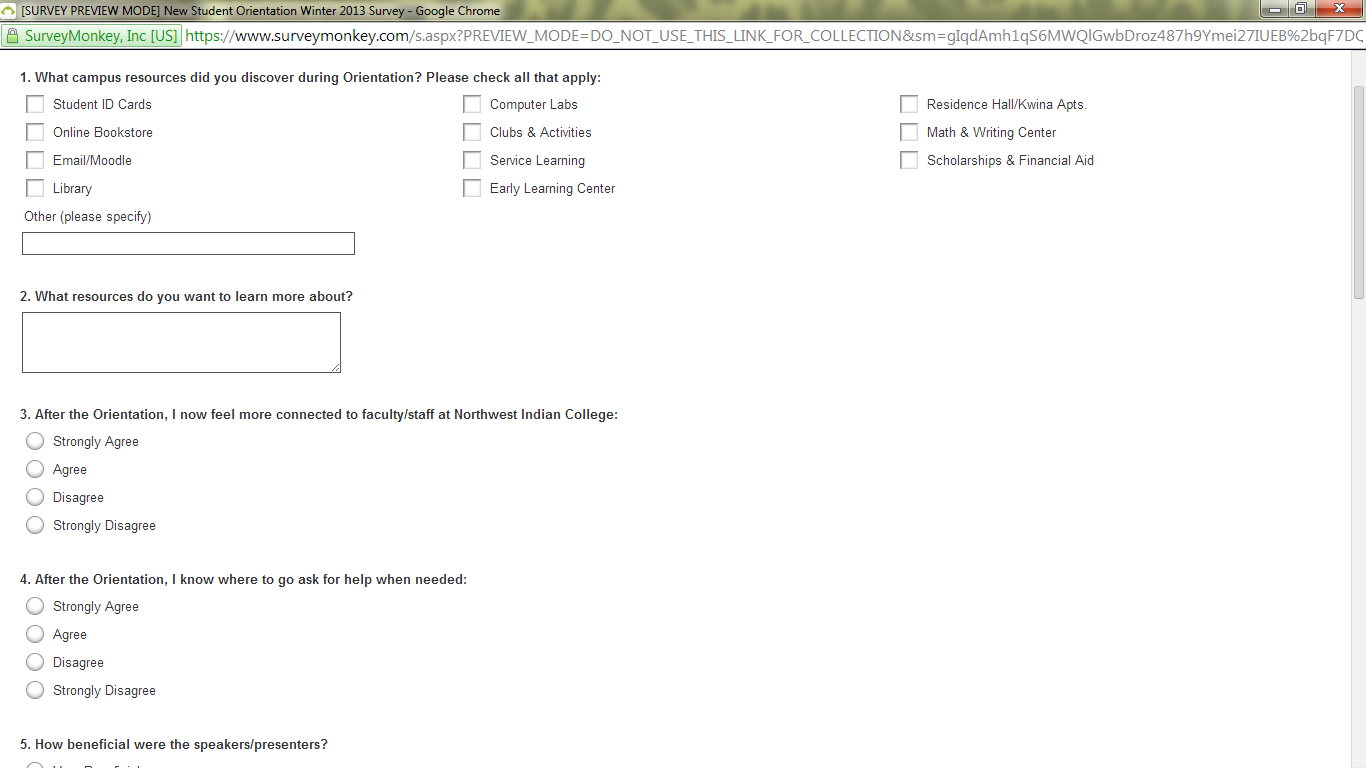 [SURVEY PREVIEW MODE] New Student Orientation Winter 2013 Survey - Google Chrome
SurveyMonkey, Inc [US] https://www.surveymonkey.com/s.aspx?PREVIEW_MODE=DO_NOT_USE_THIS_LINK_FOR_COLLECTION&sm=gIqdAmh1qS6MWQlGwbDroz487h9Ymei27IUEB%2bqF7DQ
1. What campus resources did you discover during Orientation? Please check all that apply:
Student ID Cards Computer Labs Residence Hall/Kwina Apts.
Online Bookstore Clubs & Activities Math & Writing Center
Email/Moodle Service Learning Scholarships & Financial Aid
Library Early Learning Center
Other (please specify)
2. What resources do you want to learn more about?
3. After the Orientation, I now feel more connected to faculty/staff at Northwest Indian College:
Strongly Agree
Agree
Disagree
Strongly Disagree
4. After the Orientation, I know where to go ask for help when needed:
Strongly Agree
Agree
Disagree
Strongly Disagree
5. How beneficial were the speakers/presenters?